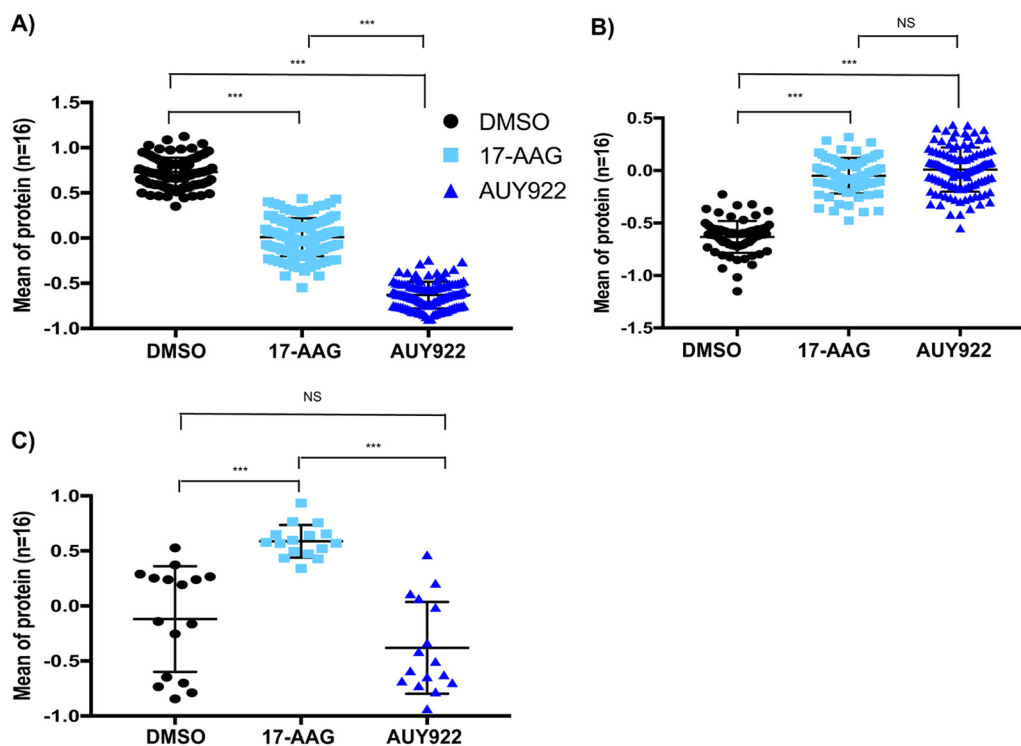 A)
***
***
***
Mean of protein (n=16)
1.5
1.0
0.5
0.0
-0.5
-1.0
DMSO
17-AAG
AUY922
DMSO 17-AAG AUY922
B)
NS
***
***
Mean of protein (n=16)
0.5
0.0
-0.5
-1.0
-1.5
DMSO 17-AAG AUY922
C)
NS
***
***
Mean of protein (n=16)
1.0
0.5
0.0
-0.5
-1.0
DMSO 17-AAG AUY922